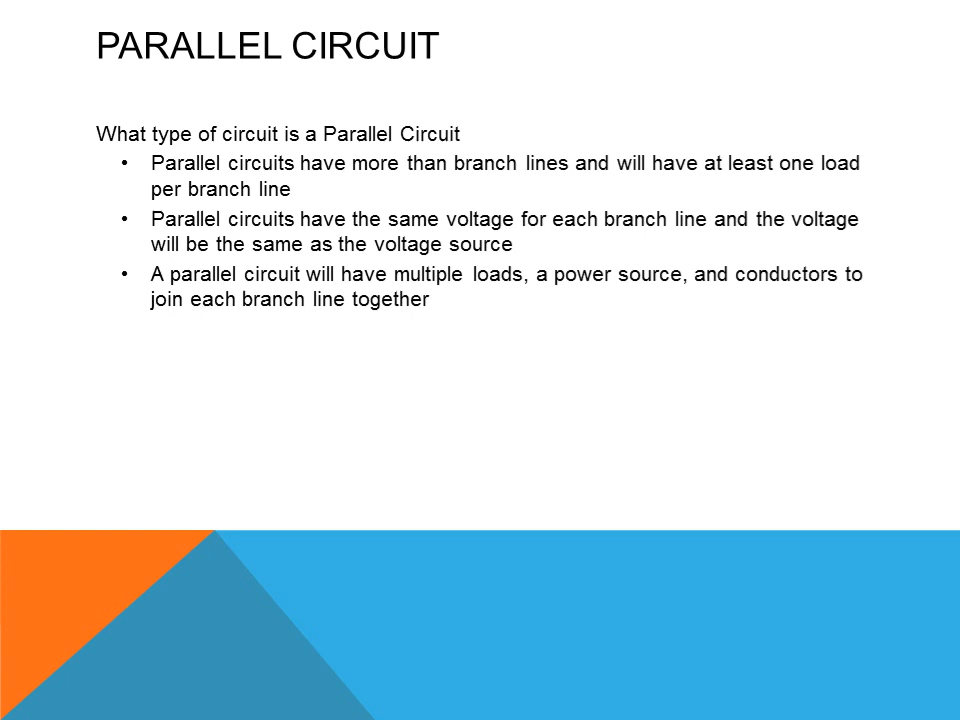 PARALLEL CIRCUIT
What type of circuit is a Parallel Circuit
• Parallel circuits have more than branch lines and will have at least one load
per branch line
• Parallel circuits have the same voltage for each branch line and the voltage
will be the same as the voltage source
• A parallel circuit will have multiple loads, a power source, and conductors to
join each branch line together